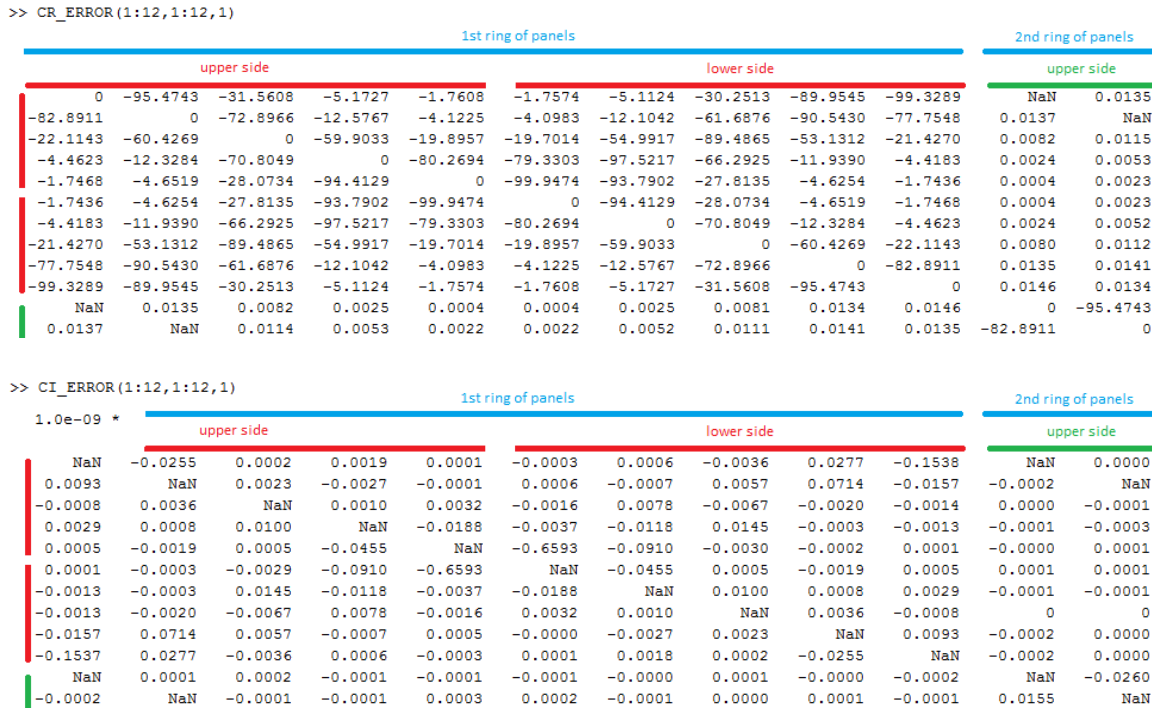 >> CR_ERROR(1:12,1:12,1)
1st ring of panels 2nd ring of panels
upper side lower side upper side
0 -95.4743 -31.5608 -5.1727 -1.7608 -1.7574 -5.1124 -30.2513 -89.9545 -99.3289 NaN 0.0135
-82.8911 0 -72.8966 -12.5767 -4.1225 -4.0983 -12.1042 -61.6876 -90.5430 -77.7548 0.0137 NaN
-22.1143 -60.4269 0 -59.9033 -19.8957 -19.7014 -54.9917 -89.4865 -53.1312 -21.4270 0.0082 0.0115
-4.4623 -12.3284 -70.8049 0 -80.2694 -79.3303 -97.5217 -66.2925 -11.9390 -4.4183 0.0024 0.0053
-1.7468 -4.6519 -28.0734 -94.4129 0 -99.9474 -93.7902 -27.8135 -4.6254 -1.7436 0.0004 0.0023
-1.7436 -4.6254 -27.8135 -93.7902 -99.9474 0 -94.4129 -28.0734 -4.6519 -1.7468 0.0004 0.0023
-4.4183 -11.9390 -66.2925 -97.5217 -79.3303 -80.2694 0 -70.8049 -12.3284 -4.4623 0.0024 0.0052
-21.4270 -53.1312 -89.4865 -54.9917 -19.7014 -19.8957 -59.9033 0 -60.4269 -22.1143 0.0080 0.0112
-77.7548 -90.5430 -61.6876 -12.1042 -4.0983 -4.1225 -12.5767 -72.8966 0 -82.8911 0.0135 0.0141
-99.3289 -89.9545 -30.2513 -5.1124 -1.7574 -1.7608 -5.1727 -31.5608 -95.4743 0 0.0146 0.0134
NaN 0.0135 0.0082 0.0025 0.0004 0.0004 0.0025 0.0081 0.0134 0.0146 0 -95.4743
0.0137 NaN 0.0114 0.0053 0.0022 0.0022 0.0052 0.0111 0.0141 0.0135 -82.8911 0
>> CI_ERROR(1:12,1:12,1)
1st ring of panels 2nd ring of panels
1.0e-09 *
upper side lower side upper side
NaN -0.0255 0.0002 0.0019 0.0001 -0.0003 0.0006 -0.0036 0.0277 -0.1538 NaN 0.0000
0.0093 NaN 0.0023 -0.0027 -0.0001 0.0006 -0.0007 0.0057 0.0714 -0.0157 -0.0002 NaN
-0.0008 0.0036 NaN 0.0010 0.0032 -0.0016 0.0078 -0.0067 -0.0020 -0.0014 0.0000 -0.0001
0.0029 0.0008 0.0100 NaN -0.0188 -0.0037 -0.0118 0.0145 -0.0003 -0.0013 -0.0001 -0.0003
0.0005 -0.0019 0.0005 -0.0455 NaN -0.6593 -0.0910 -0.0030 -0.0002 0.0001 -0.0000 0.0001
0.0001 -0.0003 -0.0029 -0.0910 -0.6593 NaN -0.0455 0.0005 -0.0019 0.0005 0.0001 0.0001
-0.0013 -0.0003 0.0145 -0.0118 -0.0037 -0.0188 NaN 0.0100 0.0008 0.0029 -0.0001 -0.0001
-0.0013 -0.0020 -0.0067 0.0078 -0.0016 0.0032 0.0010 NaN 0.0036 -0.0008 0 0
-0.0157 0.0714 0.0057 -0.0007 0.0005 -0.0000 -0.0027 0.0023 NaN 0.0093 -0.0002 0.0000
-0.1537 0.0277 -0.0036 0.0006 -0.0003 0.0001 0.0018 0.0002 -0.0255 NaN -0.0002 0.0000
NaN 0.0001 0.0002 -0.0001 -0.0001 -0.0001 -0.0000 0.0001 -0.0000 -0.0002 NaN -0.0260
-0.0002 NaN -0.0001 -0.0001 0.0003 0.0002 -0.0001 0.0000 0.0001 -0.0001 0.0155 NaN